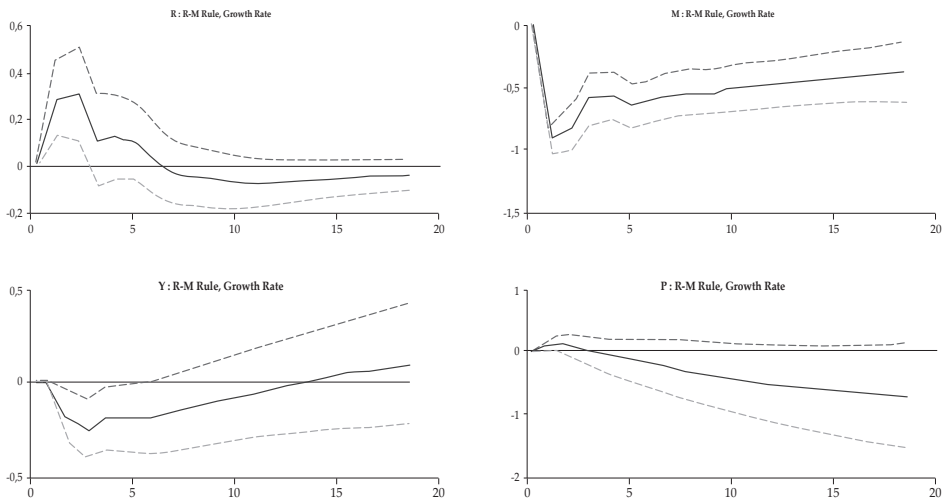 R : R-M Rule, Growth Rate
0,6
0,4
0,2
0
-0,2
0 5 10 15 20
M : R-M Rule, Growth Rate
0
-0,5
-1
-1,5
0 5 10 15 20
Y : R-M Rule, Growth Rate
0,5
0
-0,5
0 5 10 15 20
P : R-M Rule, Growth Rate
1
0
-1
-2
0 5 10 15 20